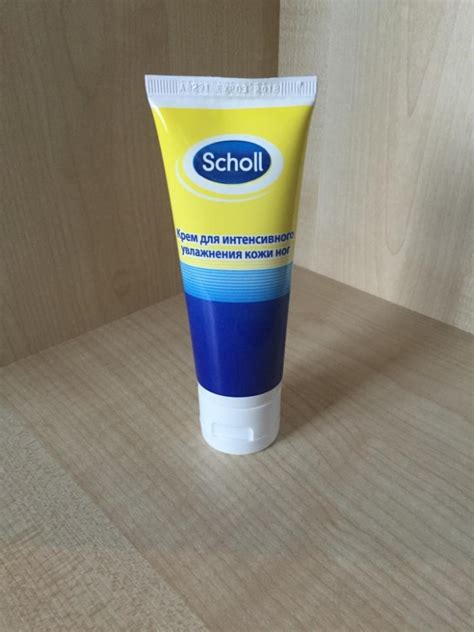 Scholl
Крем для интенсивного
увлажнения кожи ног